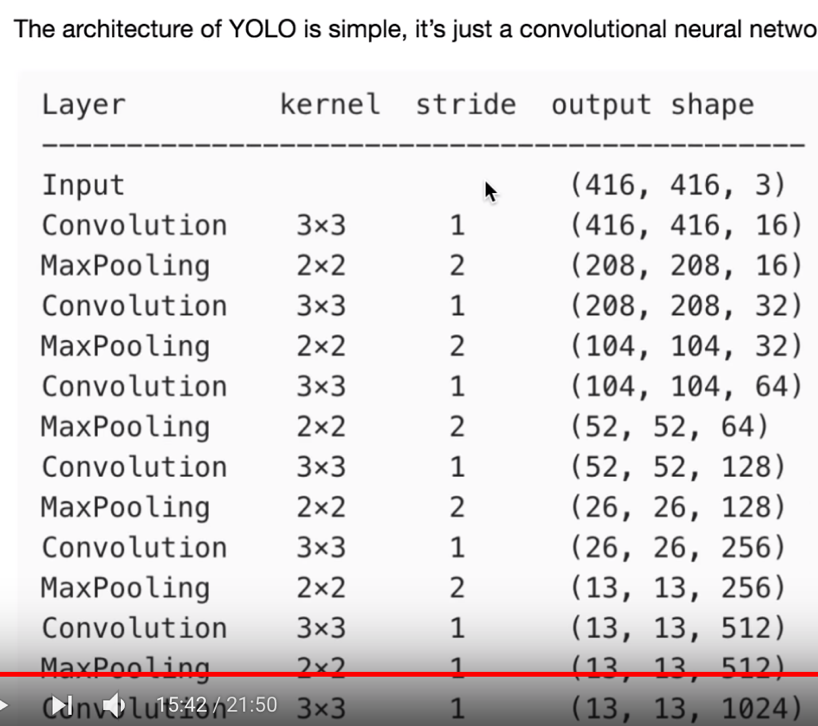 The architecture of YOLO is simple, it's just a convolutional neural netwo
Layer kernel stride output shape
---------------------------------------------
Input (416, 416, 3)
Convolution 3×3 1 (416, 416, 16)
MaxPooling 2×2 2 (208, 208, 16)
Convolution 3×3 1 (208, 208, 32)
MaxPooling 2×2 2 (104, 104, 32)
Convolution 3×3 1 (104, 104, 64)
MaxPooling 2×2 2 (52, 52, 64)
Convolution 3×3 1 (52, 52, 128)
MaxPooling 2×2 2 (26, 26, 128)
Convolution 3×3 1 (26, 26, 256)
MaxPooling 2×2 2 (13, 13, 256)
Convolution 3×3 1 (13, 13, 512)
MaxPooling 2×2 1 (13, 13, 512)
Convolution 3×3 1 (13, 13, 1024)
15:42 / 21:50